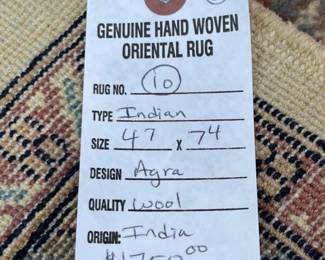 GENUINE HAND WOVEN
ORIENTAL RUG
RUG NO. 10
TYPE Indian
SIZE 47 x 74
DESIGN Agra
QUALITY Wool
ORIGIN: India